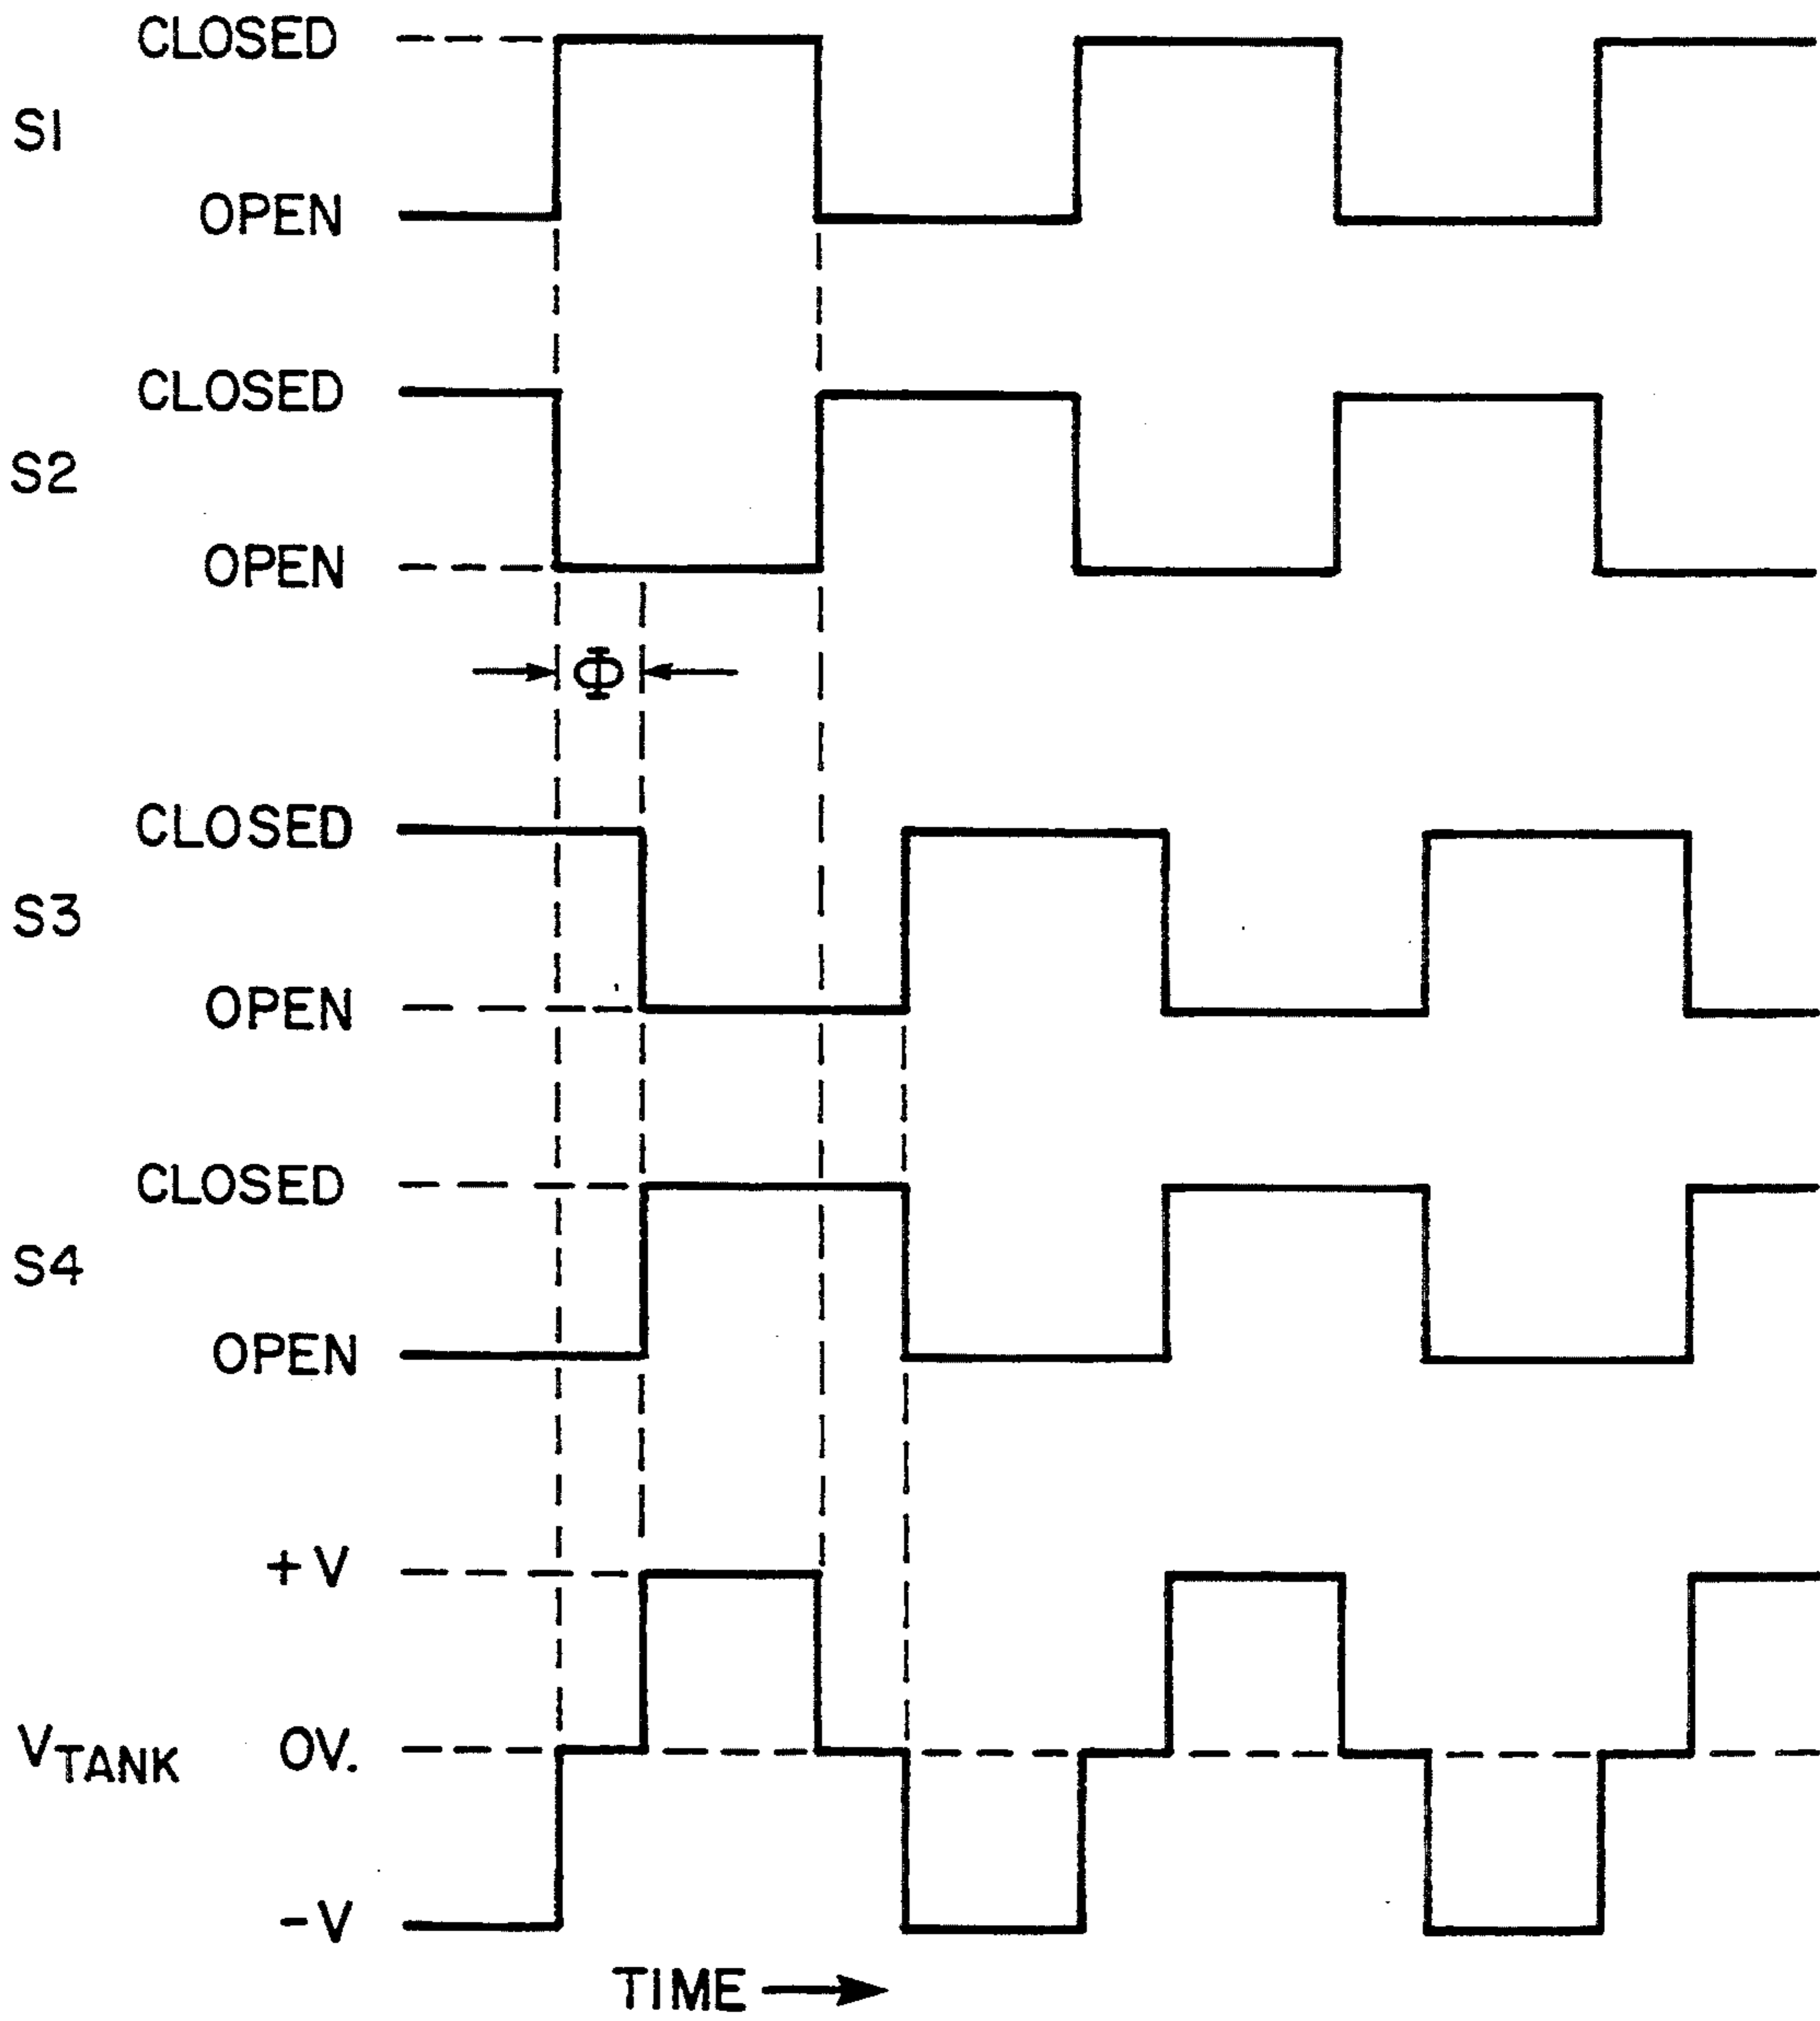 CLOSED
S1
OPEN
CLOSED
S2
OPEN
Φ
CLOSED
S3
OPEN
CLOSED
S4
OPEN
+V
VTANK 0V.
-V
TIME